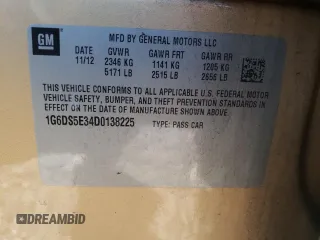 GM
MFD BY GENERAL MOTORS LLC
11/12 GVWR GAWR FRT GAWR RR
2346 KG 1141 KG 1205 KG
5171 LB 2515 LB 2656 LB
THIS VEHICLE CONFORMS TO ALL APPLICABLE U.S. FEDERAL MOTOR
VEHICLE SAFETY, BUMPER, AND THEFT PREVENTION STANDARDS
IN EFFECT ON THE DATE OF MANUFACTURE SHOWN ABOVE.
1G6DS5E34D0138225 TYPE: PASS CAR
DREAMBID